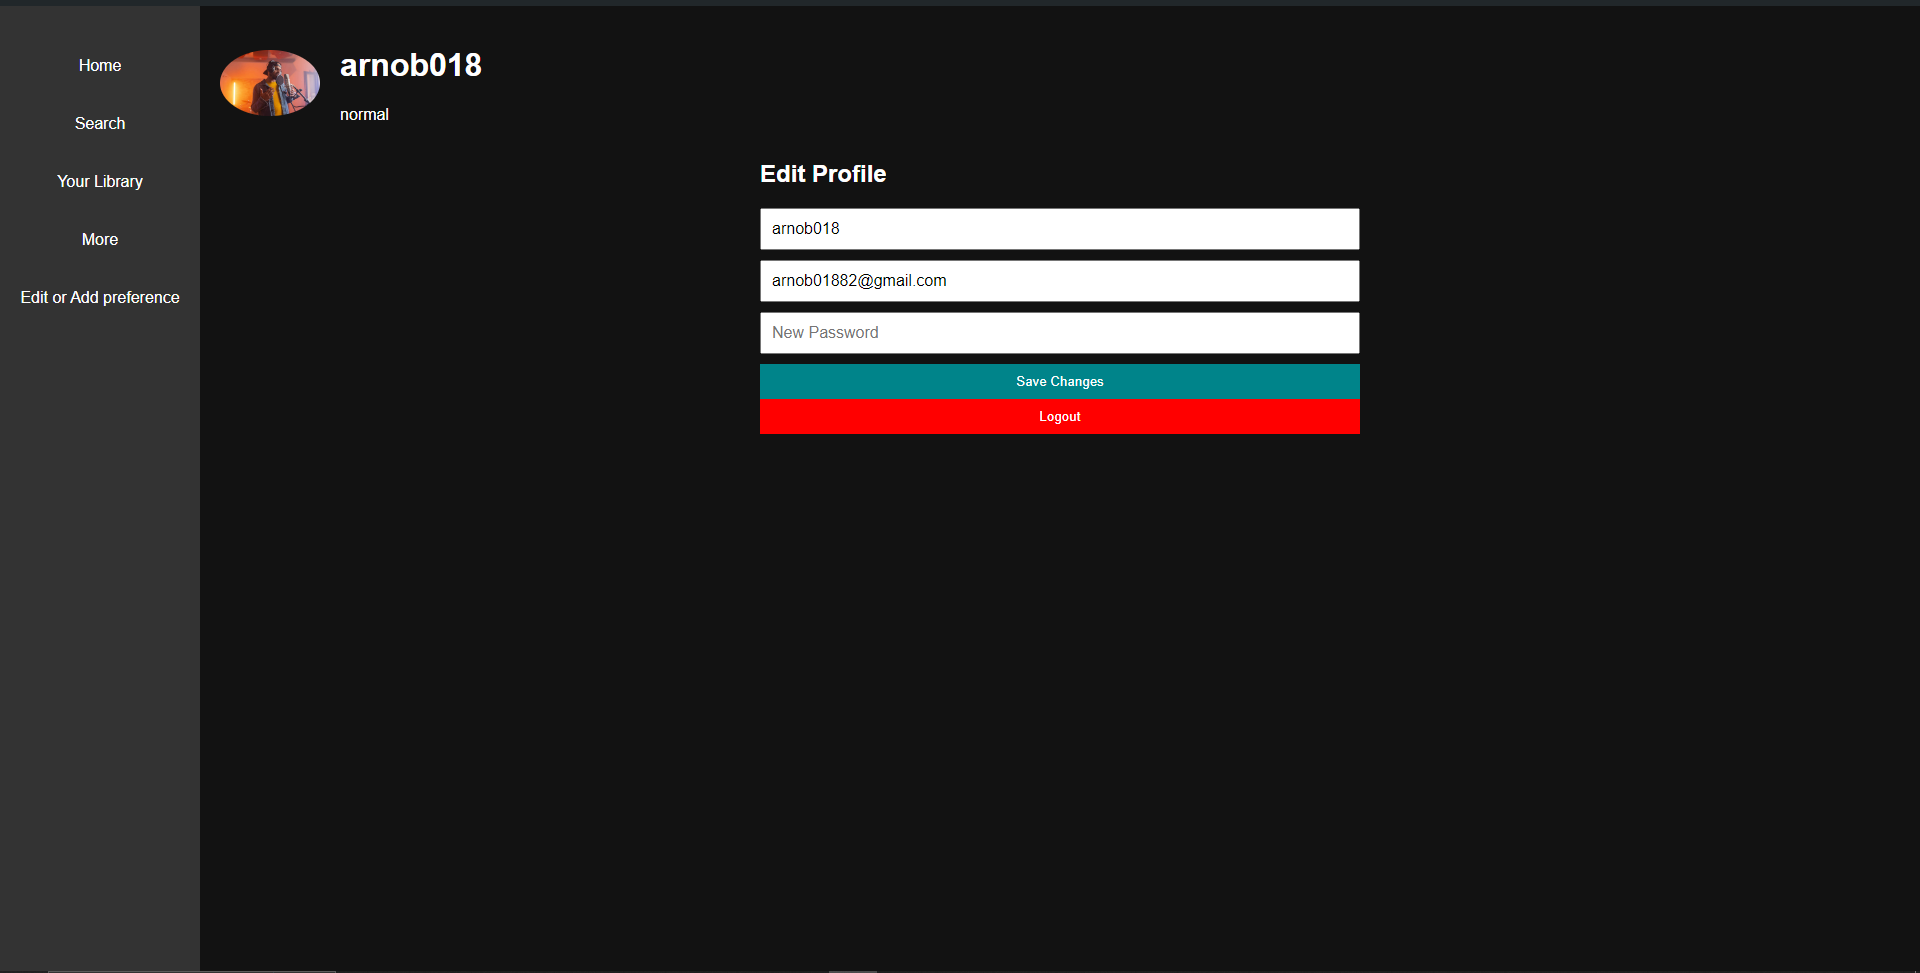 Home
Search
Your Library
More
Edit or Add preference
arnob018
normal
Edit Profile
arnob018
arnob01882@gmail.com
New Password
Save Changes
Logout